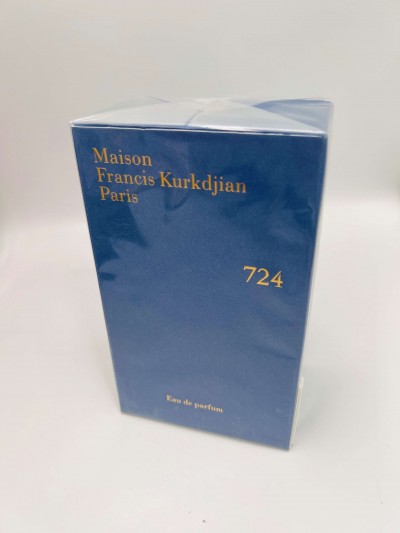 Maison
Francis Kurkdjian
Paris
724
Eau de parfum